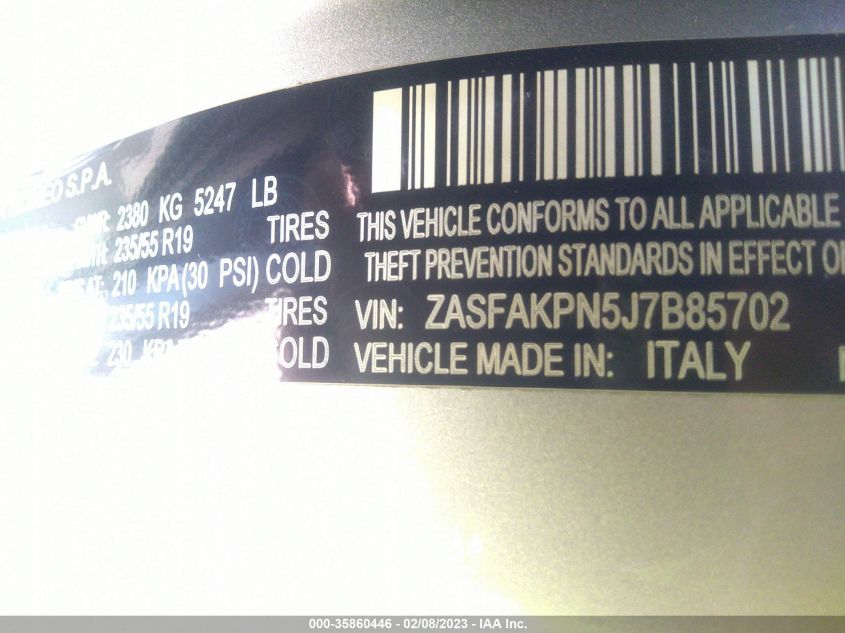 S.P.A.
2380 KG 5247 LB
235/55 R19 TIRES
210 KPA(30 PSI) COLD
235/55 R19 TIRES
230 COLD
THIS VEHICLE CONFORMS TO ALL APPLICABLE
THEFT PREVENTION STANDARDS IN EFFECT
VIN: ZASFAKPN5J7B85702
VEHICLE MADE IN: ITALY
000-35860446 - 02/08/2023 - IAA Inc.